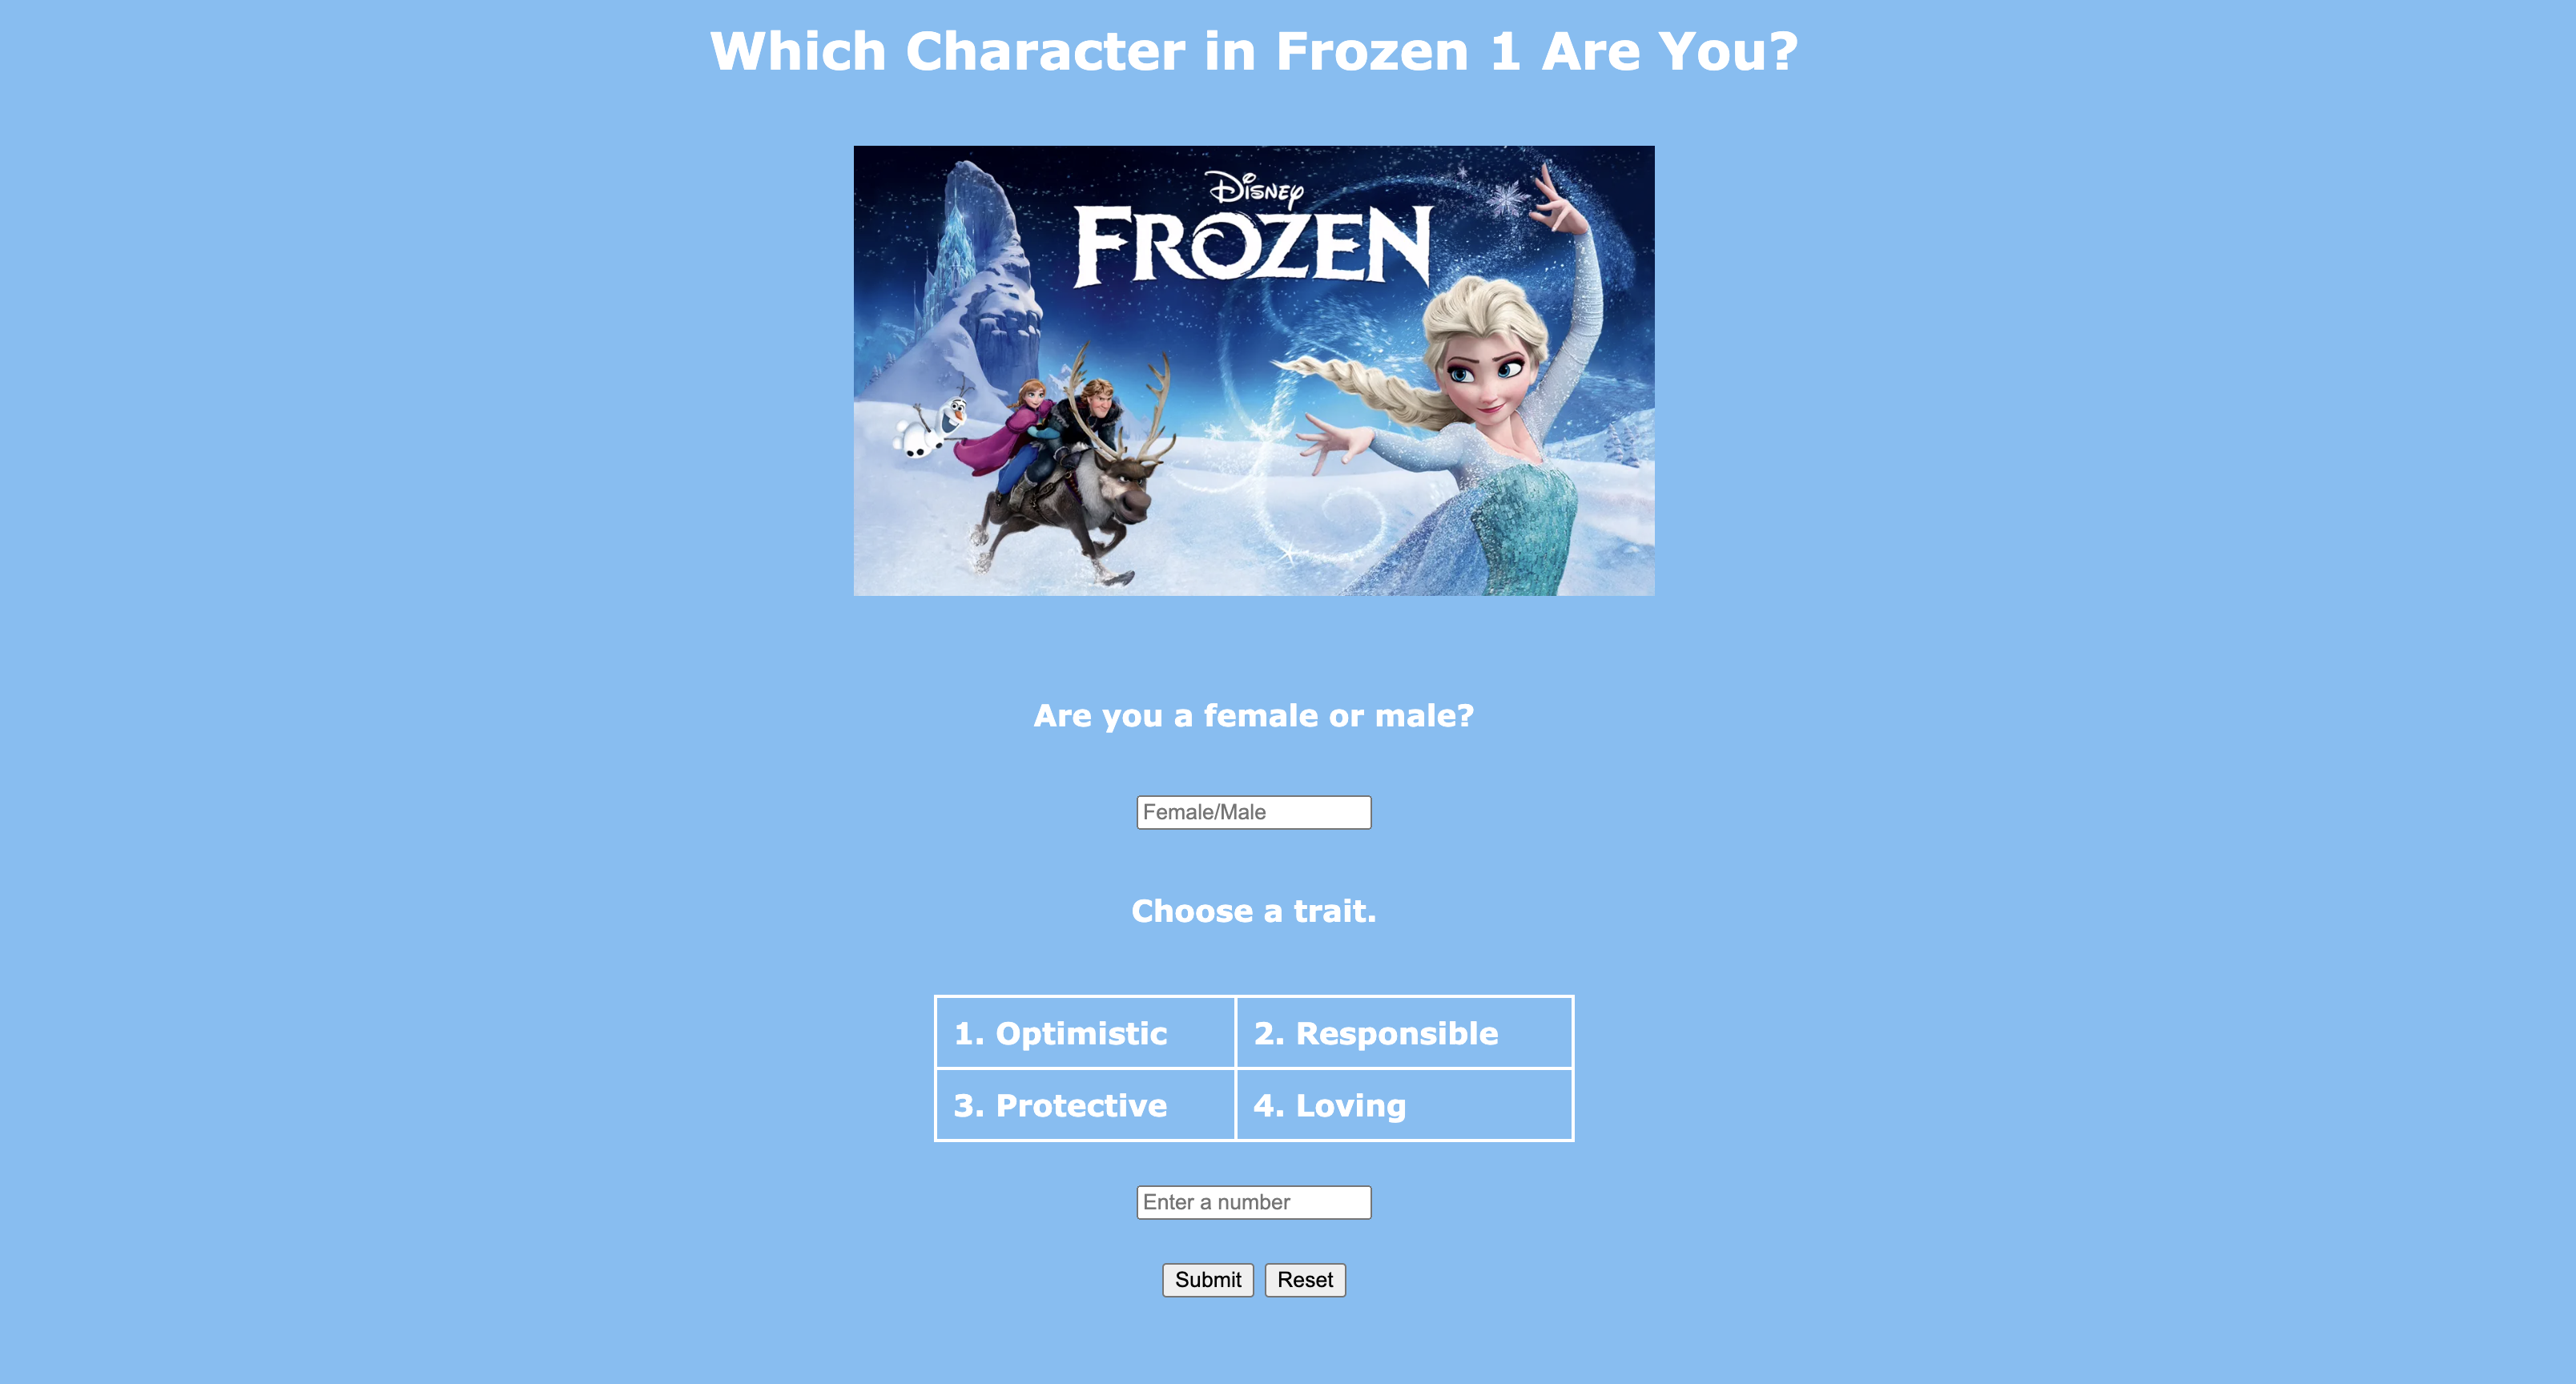 Which Character in Frozen 1 Are You?
Disney
FROZEN
Are you a female or male?
Female/Male
Choose a trait.
1. Optimistic 2. Responsible
3. Protective 4. Loving
Enter a number
Submit Reset